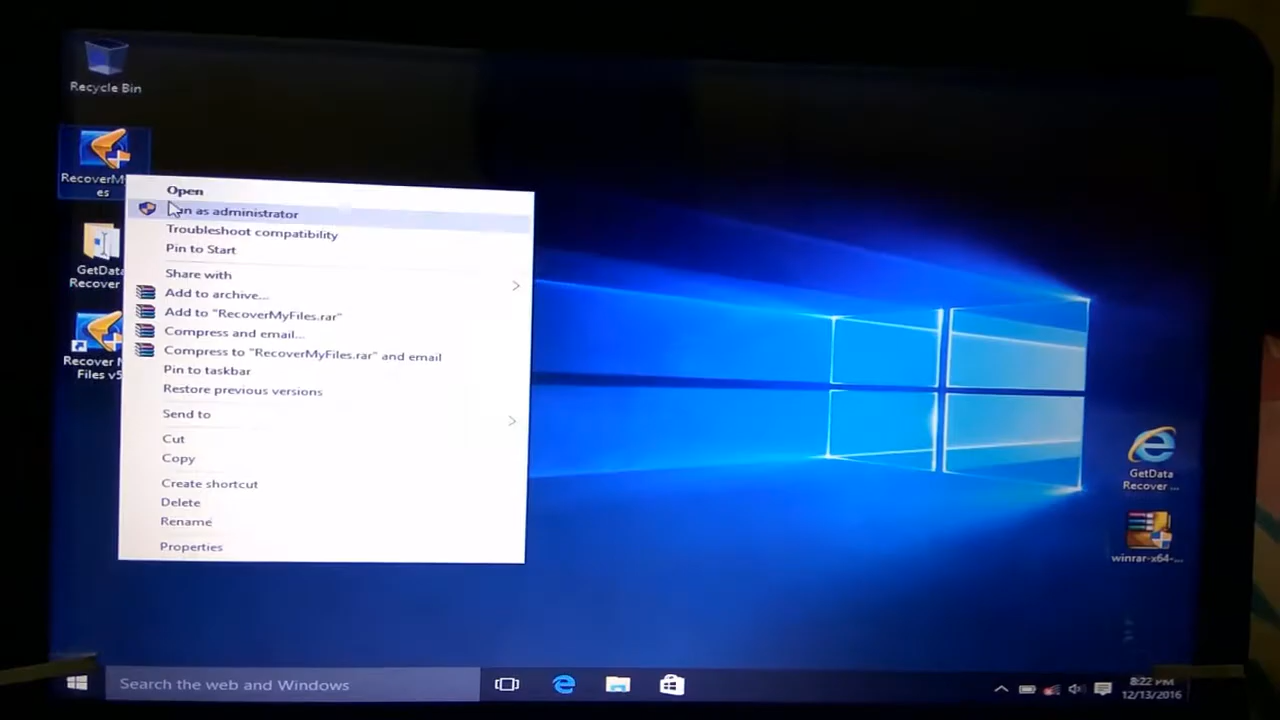 Recycle Bin
RecoverM
es
GetData
Recover
Files v5
Open
as administrator
Troubleshoot compatibility
Pin to Start
Share with
Add to archive...
Add to "RecoverMyFiles.rar"
Compress and email...
Compress to "RecoverMyFiles.rar" and email
Pin to taskbar
Restore previous versions
Send to
Cut
Copy
Create shortcut
Delete
Rename
Properties
GetData
Recover ...
winrar-x64-...
Search the web and Windows
8:22 PM
12/13/2016